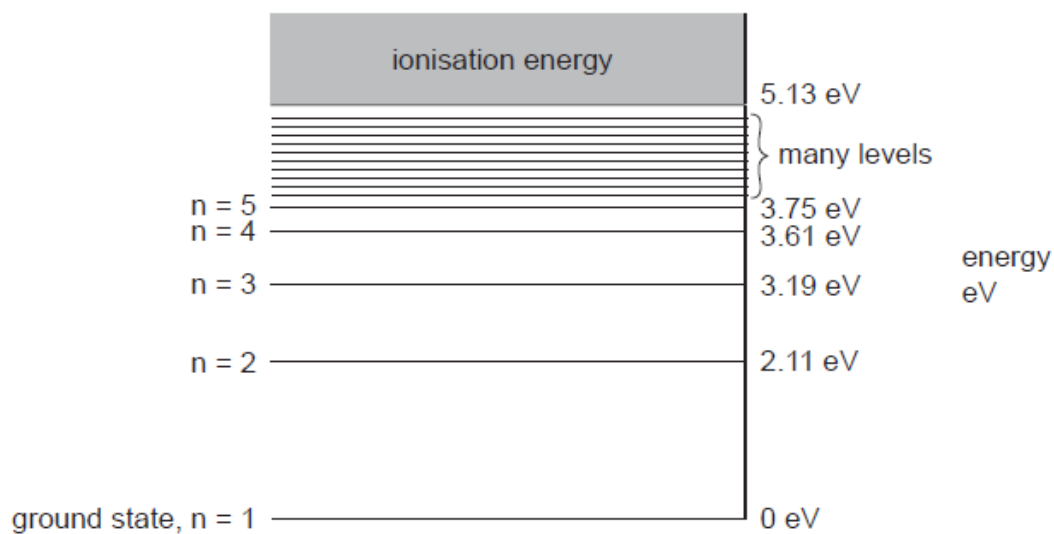 ionisation energy
5.13 eV
many levels
n = 5
3.75 eV
n = 4
3.61 eV
energy
eV
n = 3
3.19 eV
n = 2
2.11 eV
ground state, n = 1
0 eV